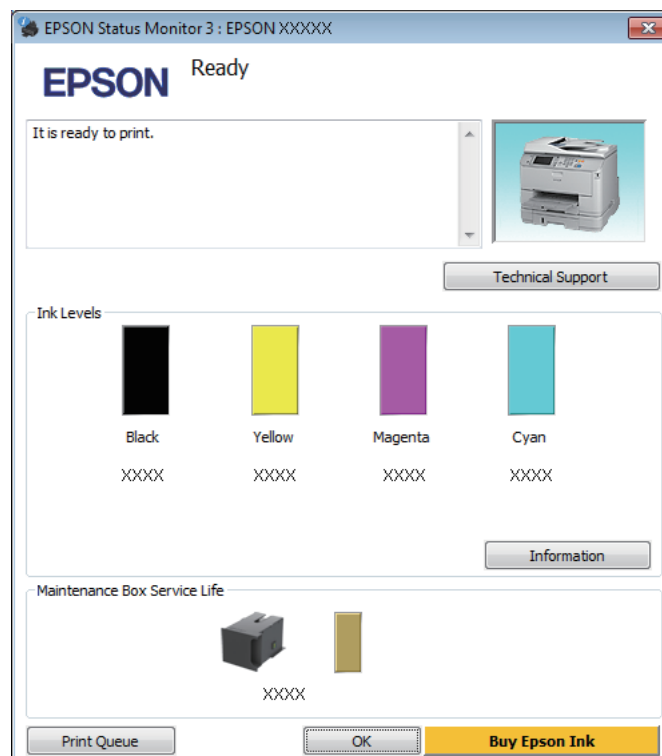 EPSON Status Monitor 3 : EPSON XXXXX
EPSON
Ready
It is ready to print.
Technical Support
Ink Levels
Black Yellow Magenta Cyan
XXXX XXXX XXXX XXXX
Information
Maintenance Box Service Life
XXXX
Print Queue OK Buy Epson Ink